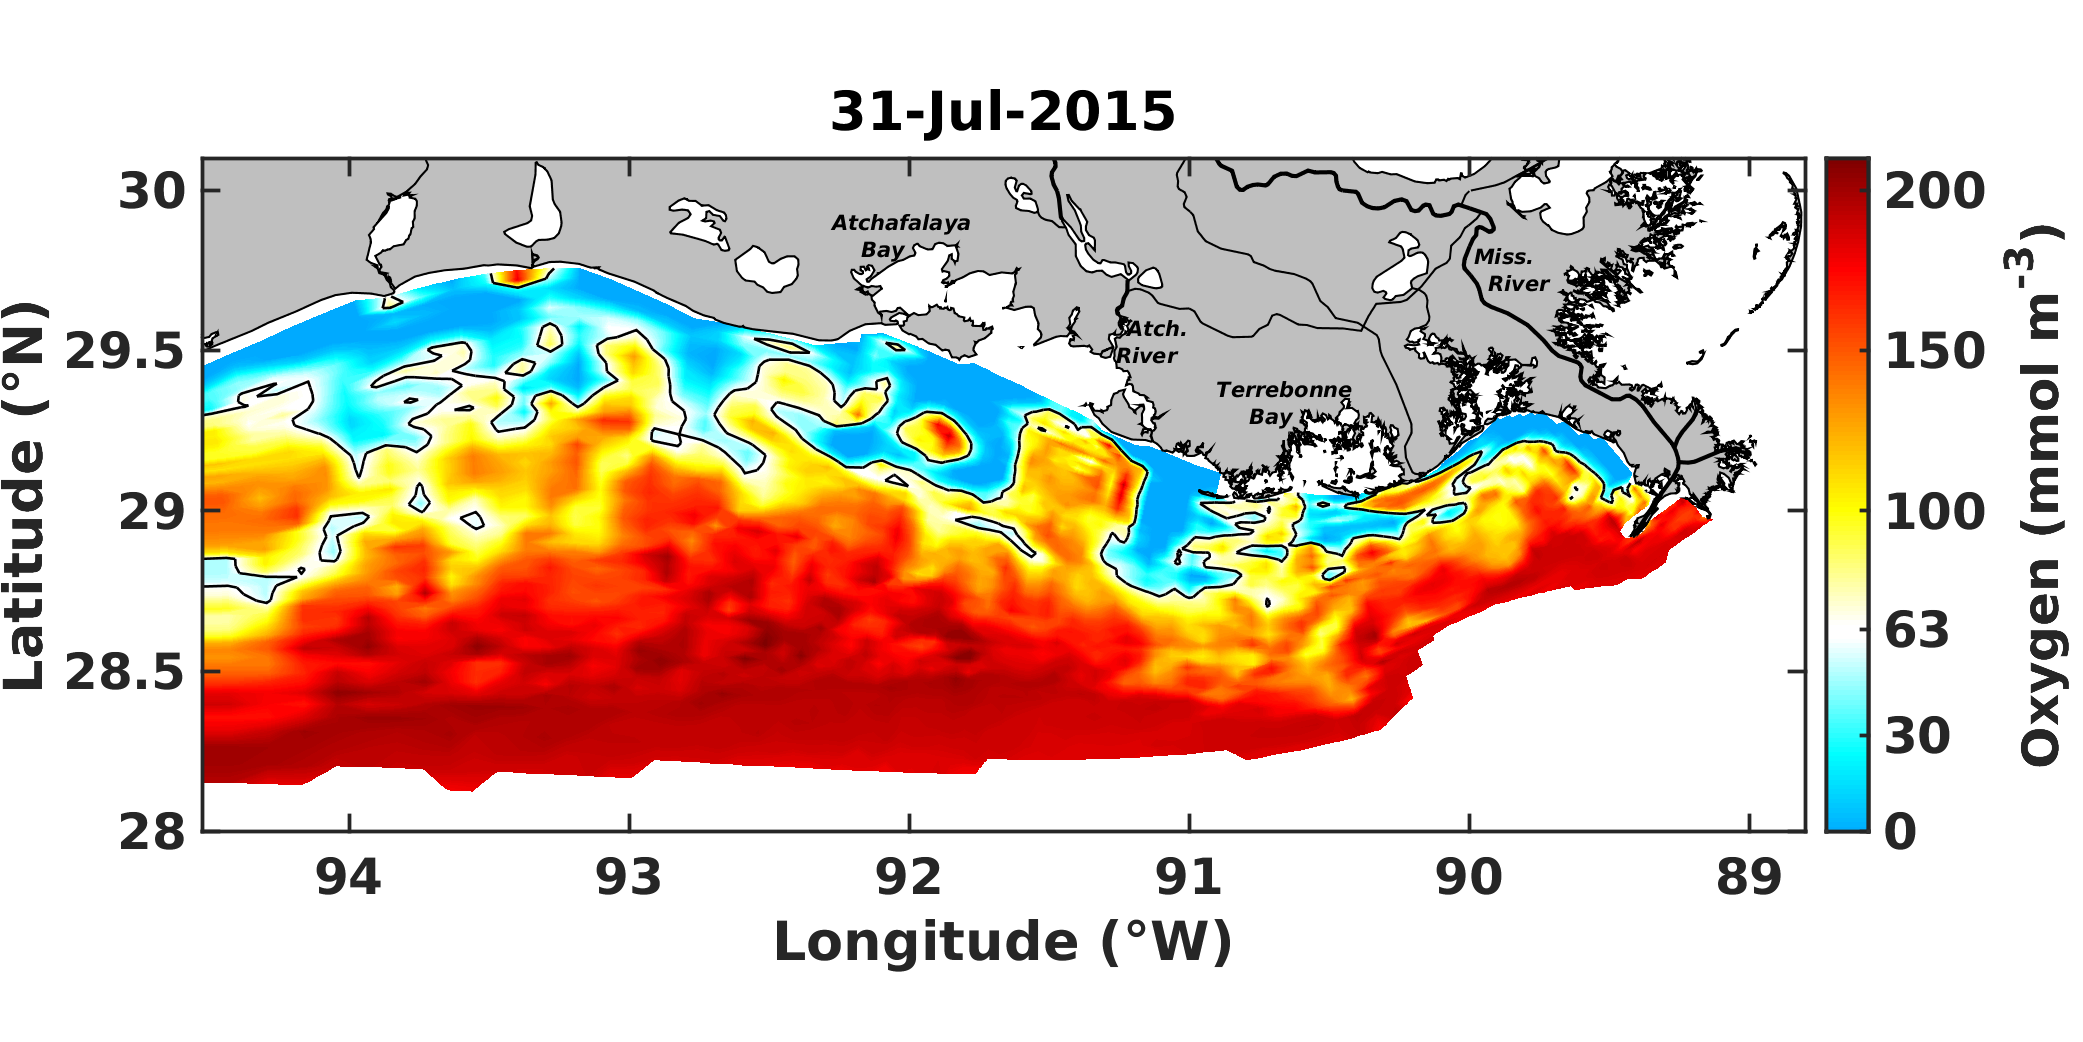 31-Jul-2015
30
29.5
29
28.5
28
Latitude (°N)
94
93
92
91
90
89
Longitude (°W)
Atchafalaya
Bay
Atch.
River
Terrebonne
Bay
Miss.
River
200
150
100
63
30
0
Oxygen (mmol m-3)